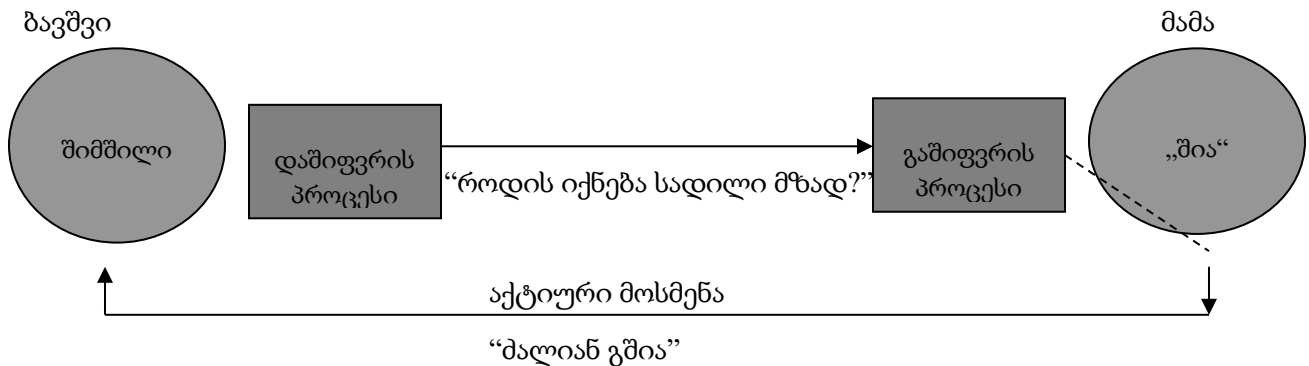 ბავშვი
მამა
შიმშილი
დაშიფვრის
პროცესი
“როდის იქნება სადილი მზად?”
გაშიფვრის
პროცესი
„შია“
აქტიური მოსმენა
“ძალიან გშია”